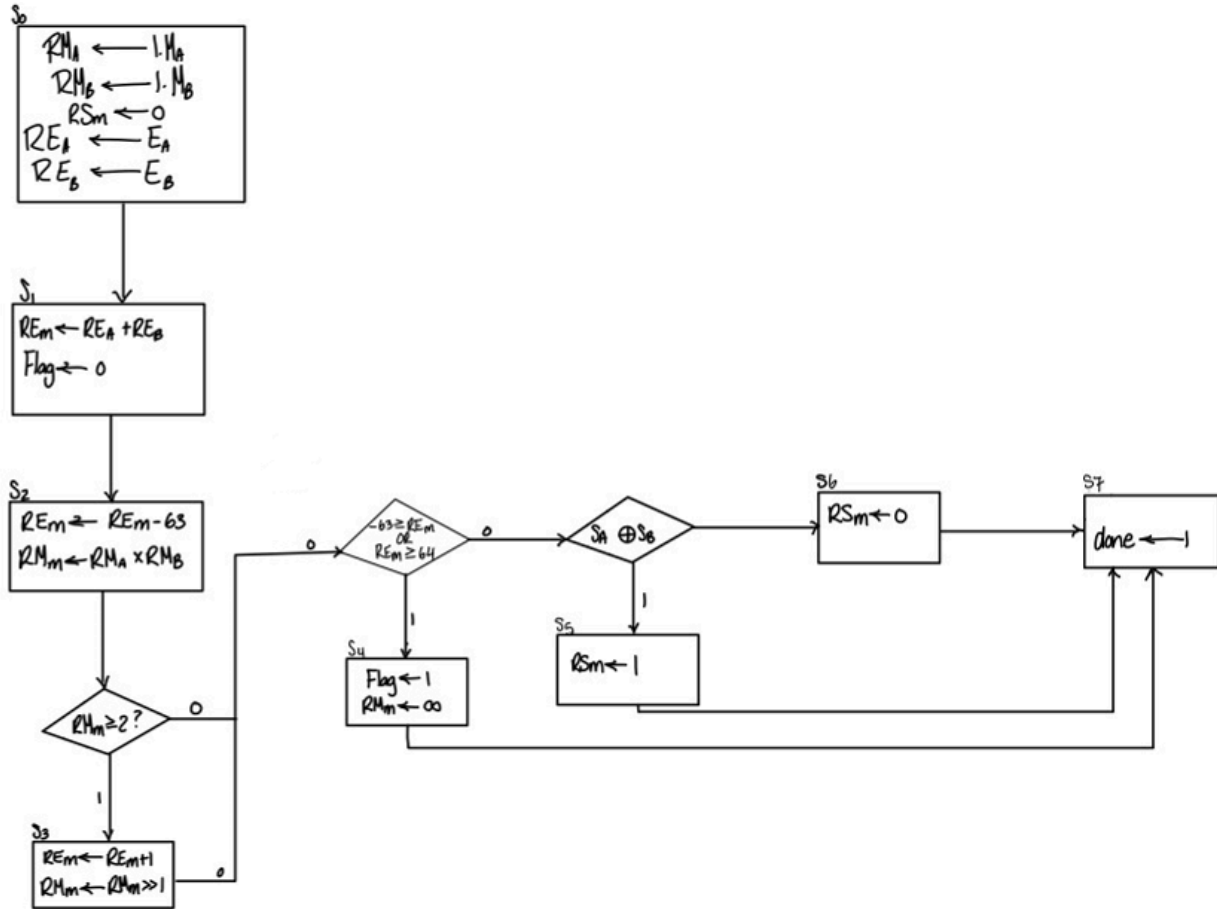 S0
RMA ← 1.MA
RMB ← 1.MB
RSm ← 0
REA ← EA
REB ← EB
S1
REm ← REA + REB
Flag ← 0
S2
REm ← REm - 63
RMm ← RMA × RMB
RMm ≥ 2?
0
1
S3
REm ← REm+1
RMm ← RMm >> 1
0
0
-63 ≥ REm
OR
REm ≥ 64
0
1
S4
Flag ← 1
RMm ← ∞
SA ⊕ SB
1
S5
RSm ← 1
S6
RSm ← 0
S7
done ← 1